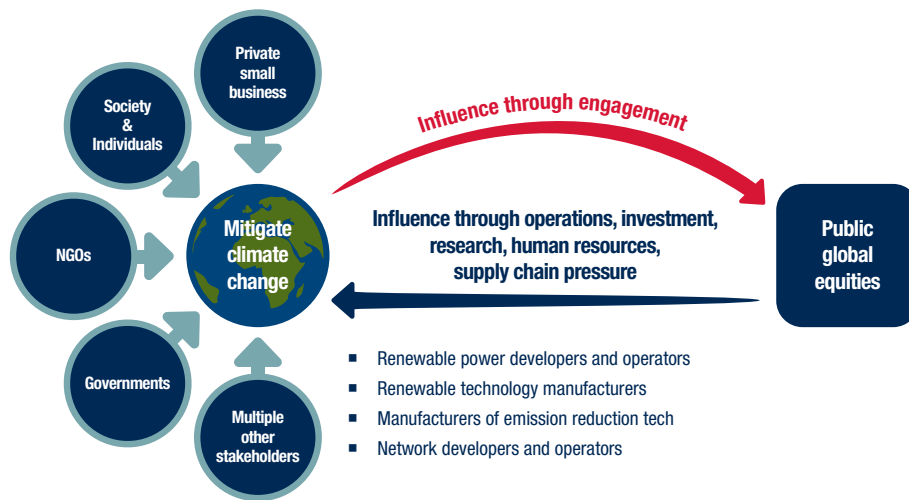 Private
small
business
Society
&
Individuals
NGOs
Governments
Multiple
other
stakeholders
Mitigate
climate
change
Influence through engagement
Influence through operations, investment,
research, human resources,
supply chain pressure
Public
global
equities
▪ Renewable power developers and operators
▪ Renewable technology manufacturers
▪ Manufacturers of emission reduction tech
▪ Network developers and operators